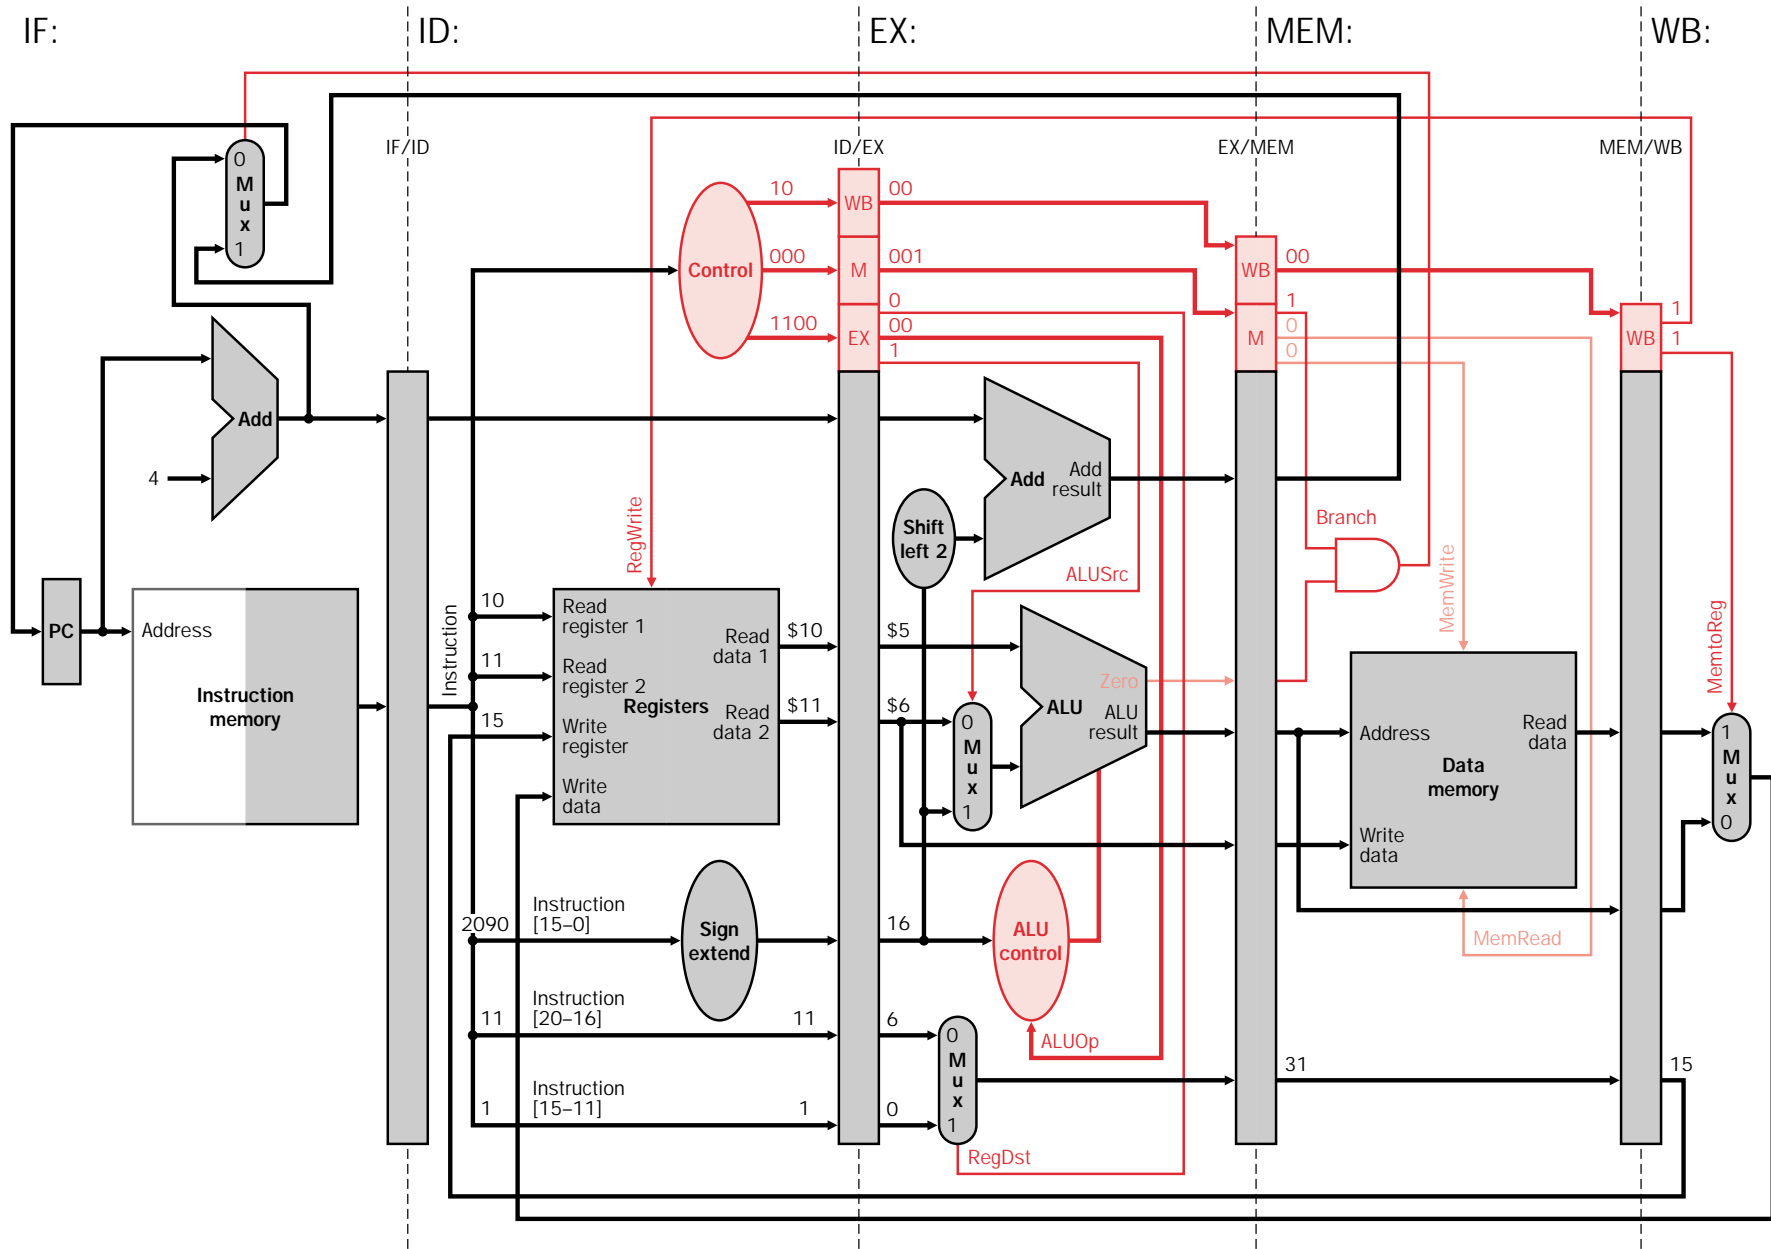 IF:
ID:
EX:
MEM:
WB:
IF/ID
ID/EX
EX/MEM
MEM/WB
0
M
u
x
1
Control
10
000
1100
WB
M
EX
00
001
0
00
1
WB
M
00
1
0
0
WB
1
1
Add
4
Add
Add
result
Shift
left 2
RegWrite
ALUSrc
Branch
MemWrite
MemtoReg
PC
Address
Instruction
memory
Instruction
10
11
15
Read
register 1
Read
register 2
Write
register
Write
data
Registers
Read
data 1
Read
data 2
$10
$11
$5
$6
0
M
u
x
1
Zero
ALU
ALU
result
Address
Read
data
Data
memory
Write
data
1
M
u
x
0
2090
Instruction
[15–0]
Sign
extend
16
ALU
control
MemRead
11
Instruction
[20–16]
11
6
0
M
u
x
1
ALUOp
31
15
1
Instruction
[15–11]
1
0
RegDst